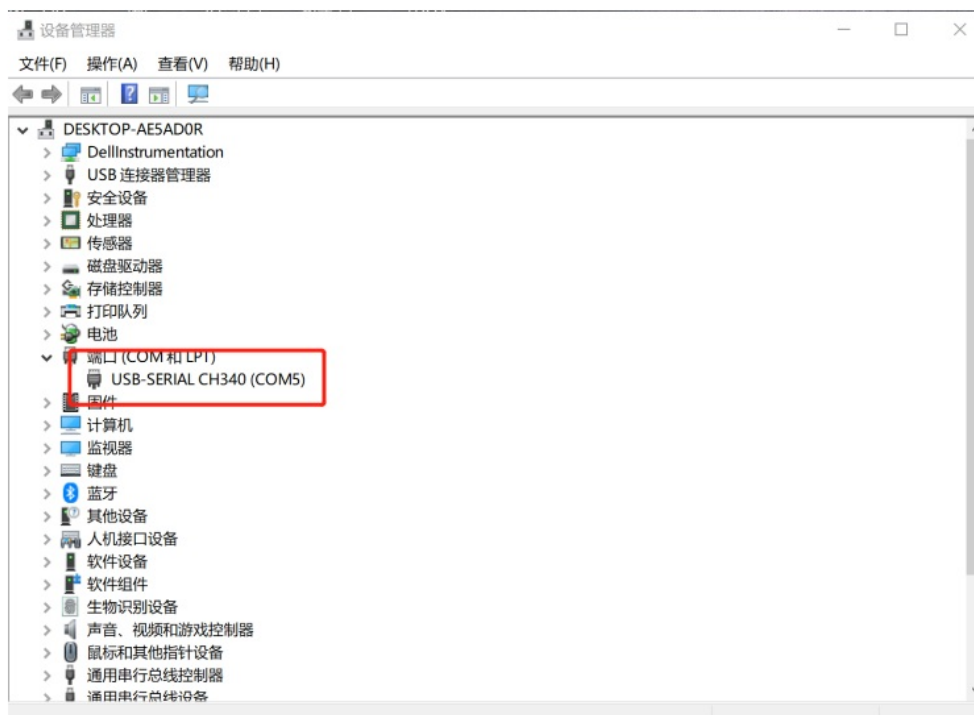 设备管理器
文件(F) 操作(A) 查看(V) 帮助(H)
DESKTOP-AE5AD0R
DellInstrumentation
USB 连接器管理器
安全设备
处理器
传感器
磁盘驱动器
存储控制器
打印队列
电池
端口 (COM 和 LPT)
USB-SERIAL CH340 (COM5)
固件
计算机
监视器
键盘
蓝牙
其他设备
人机接口设备
软件设备
软件组件
生物识别设备
声音、视频和游戏控制器
鼠标和其他指针设备
通用串行总线控制器
通用串行总线设备